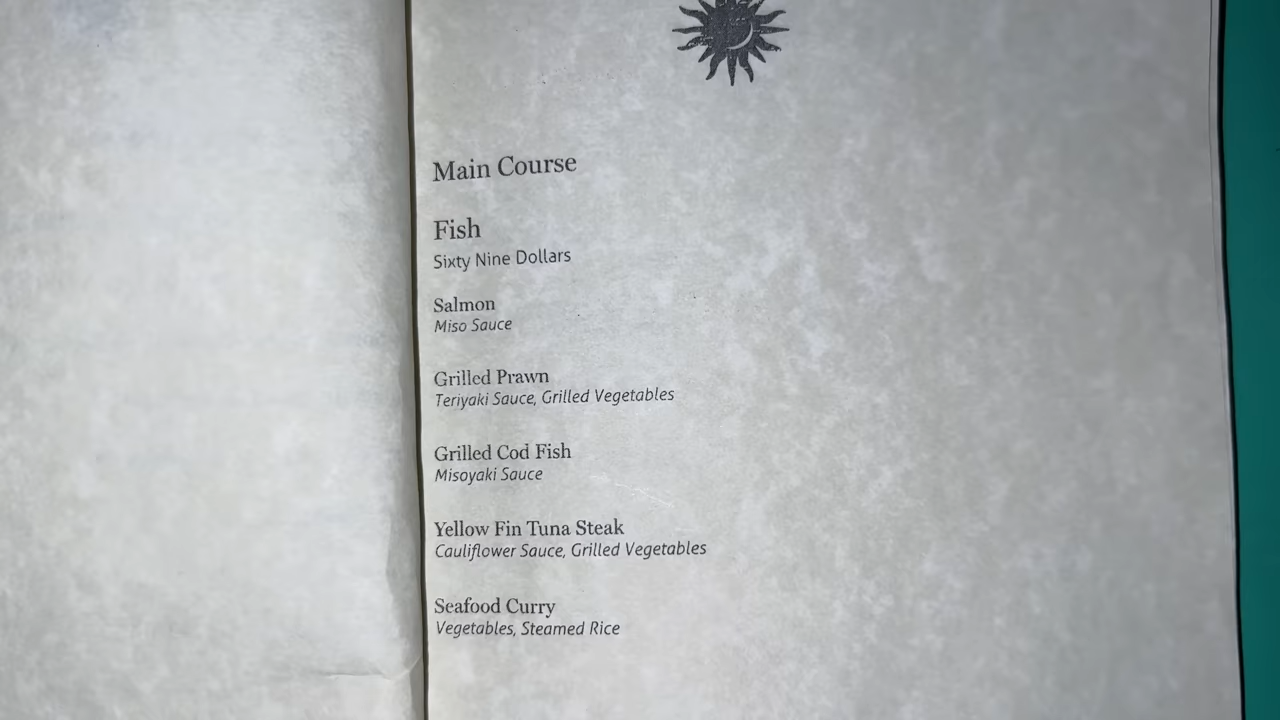 Main Course
Fish
Sixty Nine Dollars
Salmon
Miso Sauce
Grilled Prawn
Teriyaki Sauce, Grilled Vegetables
Grilled Cod Fish
Misoyaki Sauce
Yellow Fin Tuna Steak
Cauliflower Sauce, Grilled Vegetables
Seafood Curry
Vegetables, Steamed Rice